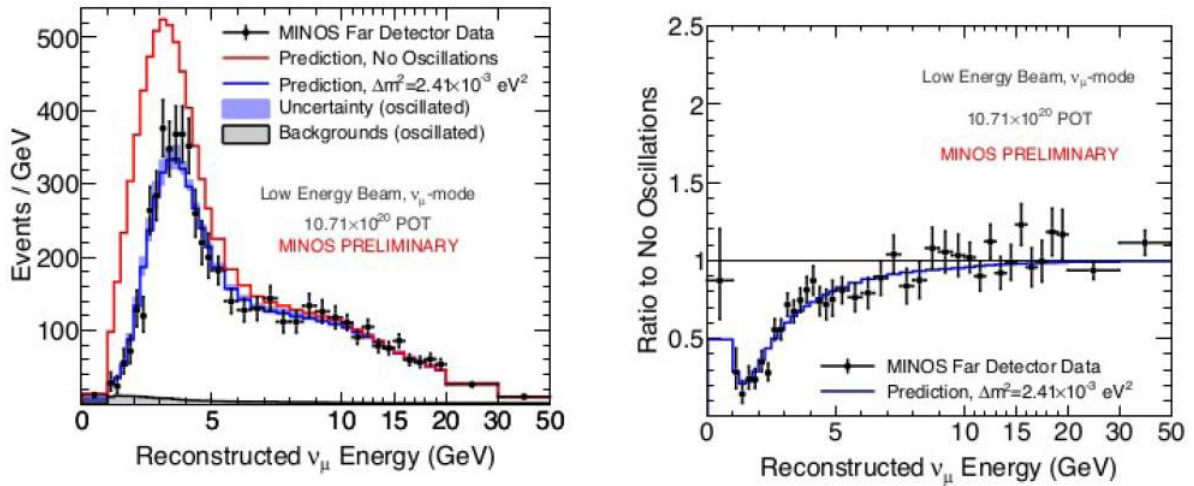 500
400
300
200
100
Events / GeV
MINOS Far Detector Data
Prediction, No Oscillations
Prediction, Δm²=2.41×10⁻³ eV²
Uncertainty (oscillated)
Backgrounds (oscillated)
Low Energy Beam, νμ-mode
10.71×10²⁰ POT
MINOS PRELIMINARY
0 5 10 15 20 30 50
Reconstructed νμ Energy (GeV)
2.5
2
1.5
1
0.5
Ratio to No Oscillations
Low Energy Beam, νμ-mode
10.71×10²⁰ POT
MINOS PRELIMINARY
MINOS Far Detector Data
Prediction, Δm²=2.41×10⁻³ eV²
0 5 10 15 20 30 50
Reconstructed νμ Energy (GeV)